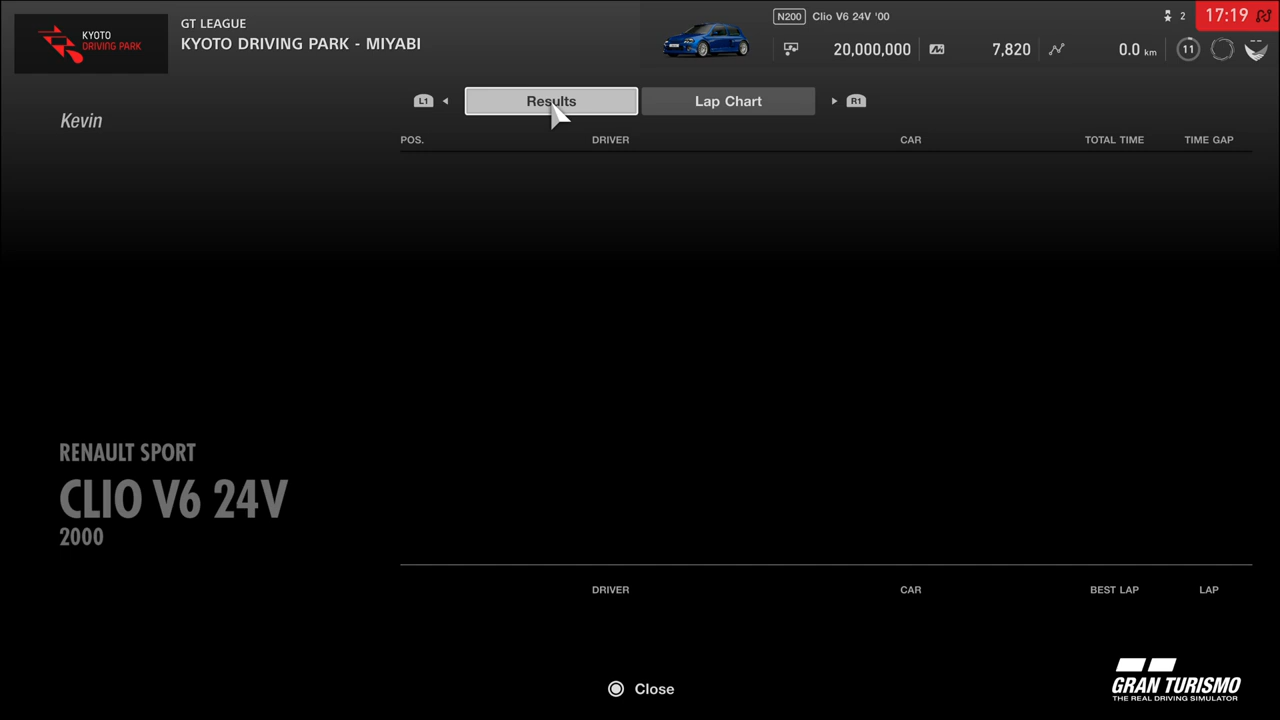 KYOTO
DRIVING PARK
GT LEAGUE
KYOTO DRIVING PARK - MIYABI
N200 Clio V6 24V '00
20,000,000 7,820 0.0 km
2
17:19
11
L1 Results Lap Chart R1
Kevin
POS. DRIVER CAR TOTAL TIME TIME GAP
RENAULT SPORT
CLIO V6 24V
2000
DRIVER CAR BEST LAP LAP
Close
GRAN TURISMO
THE REAL DRIVING SIMULATOR